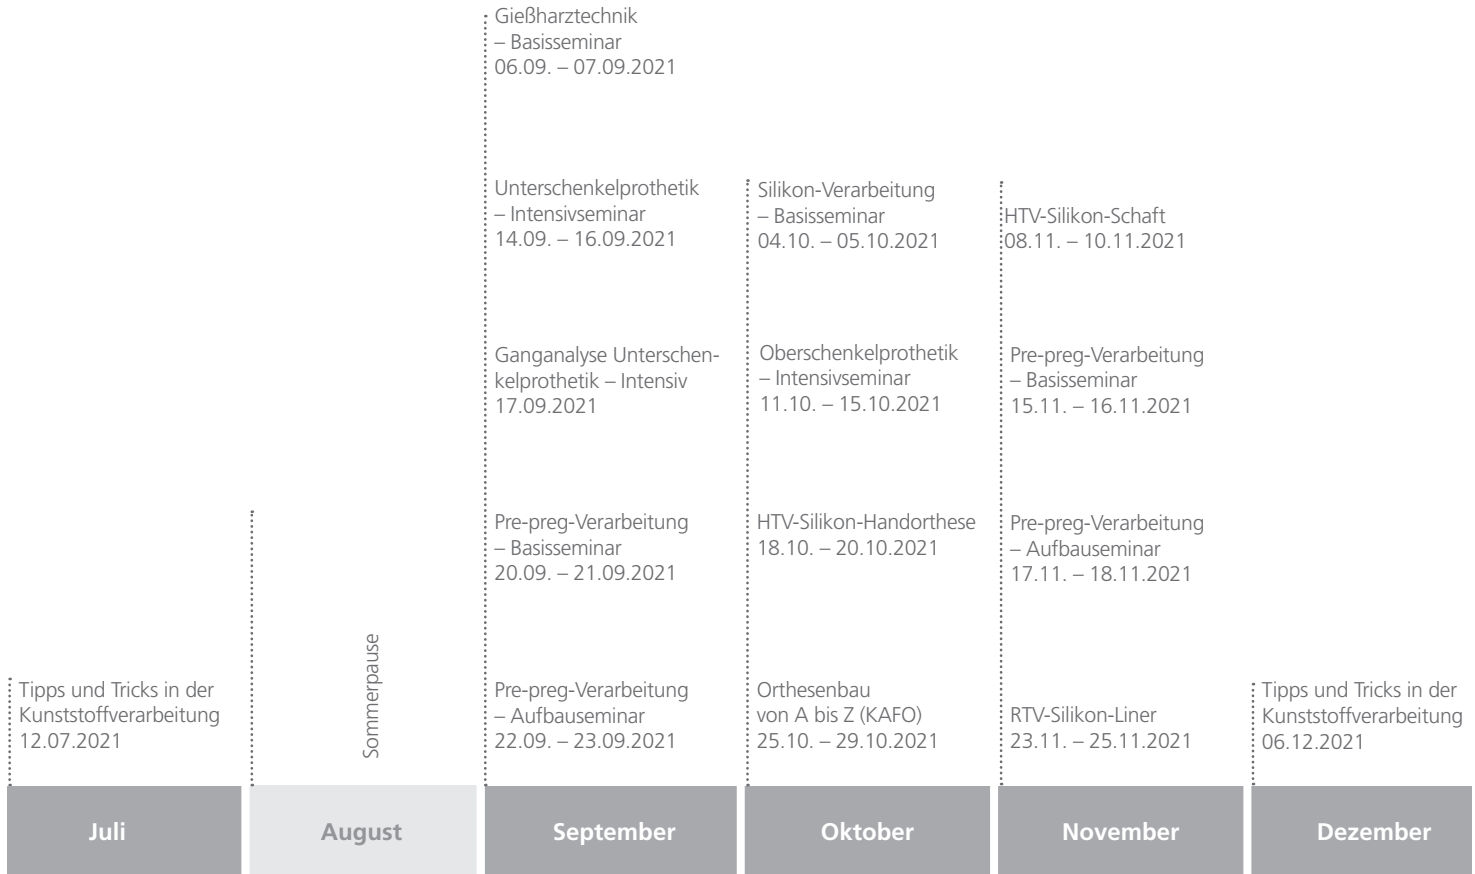 Tipps und Tricks in der
Kunststoffverarbeitung
12.07.2021
Juli
Sommerpause
August
Gießharztechnik
– Basisseminar
06.09. – 07.09.2021
Unterschenkelprothetik
– Intensivseminar
14.09. – 16.09.2021
Ganganalyse Unterschen-
kelprothetik – Intensiv
17.09.2021
Pre-preg-Verarbeitung
– Basisseminar
20.09. – 21.09.2021
Pre-preg-Verarbeitung
– Aufbauseminar
22.09. – 23.09.2021
September
Silikon-Verarbeitung
– Basisseminar
04.10. – 05.10.2021
Oberschenkelprothetik
– Intensivseminar
11.10. – 15.10.2021
HTV-Silikon-Handorthese
18.10. – 20.10.2021
Orthesenbau
von A bis Z (KAFO)
25.10. – 29.10.2021
Oktober
HTV-Silikon-Schaft
08.11. – 10.11.2021
Pre-preg-Verarbeitung
– Basisseminar
15.11. – 16.11.2021
Pre-preg-Verarbeitung
– Aufbauseminar
17.11. – 18.11.2021
RTV-Silikon-Liner
23.11. – 25.11.2021
November
Tipps und Tricks in der
Kunststoffverarbeitung
06.12.2021
Dezember